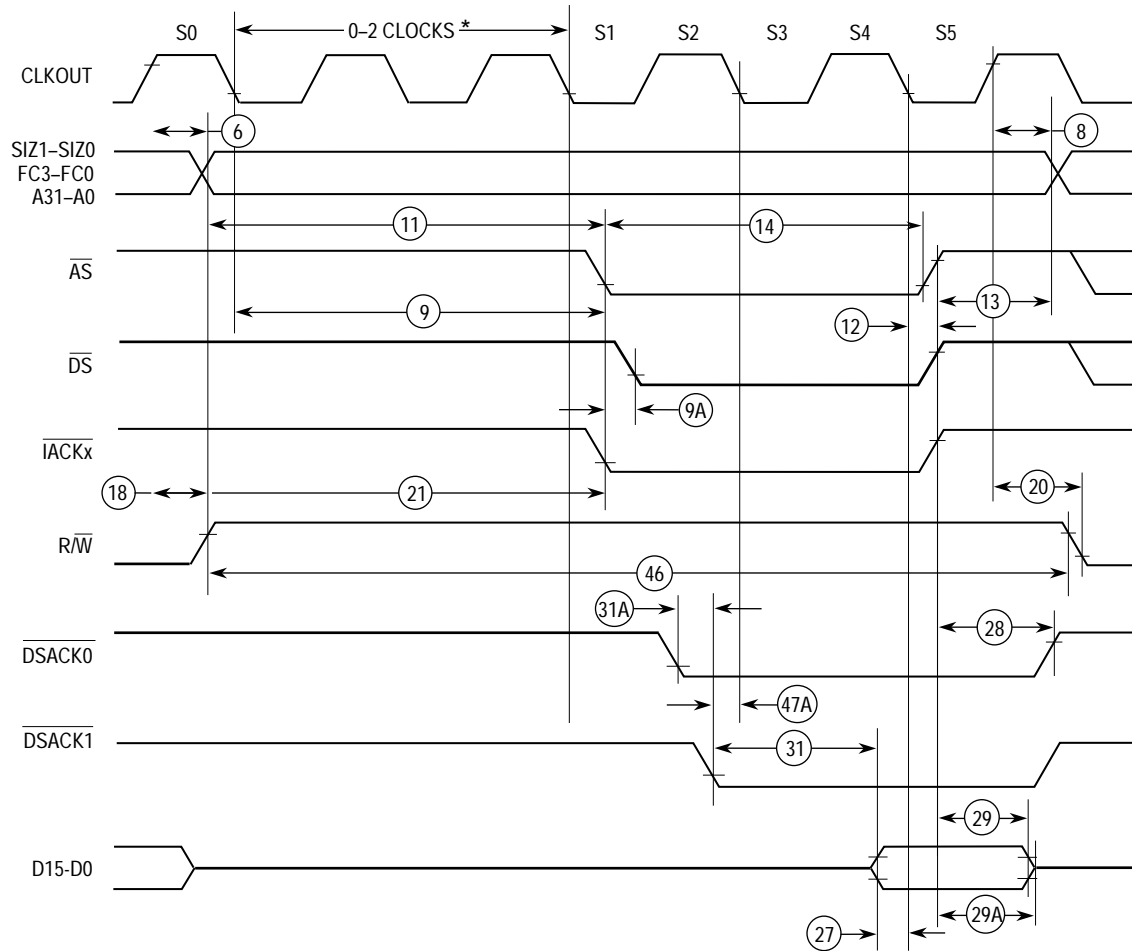 S0
0–2 CLOCKS *
S1
S2
S3
S4
S5
CLKOUT
6
8
SIZ1–SIZ0
FC3–FC0
A31–A0
11
14
AS
13
9
12
DS
9A
IACKx
18
21
20
R/W
46
31A
28
DSACK0
47A
DSACK1
31
29
D15-D0
29A
27